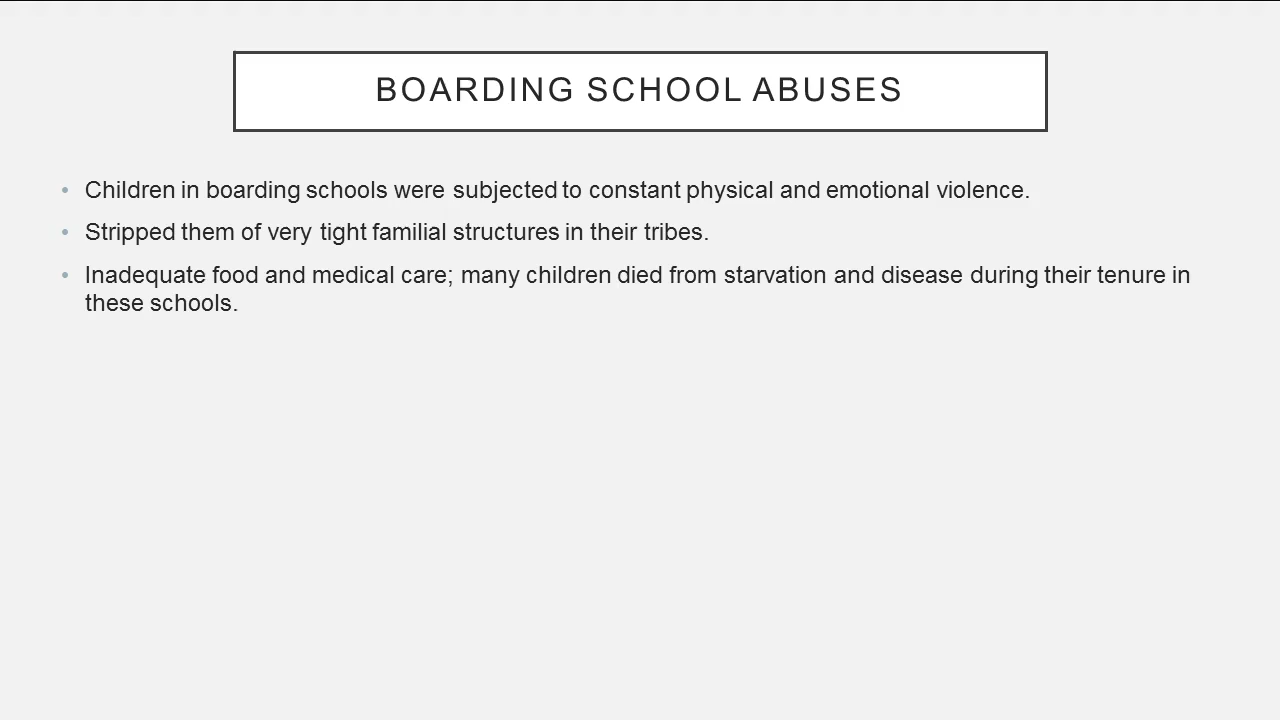 BOARDING SCHOOL ABUSES
• Children in boarding schools were subjected to constant physical and emotional violence.
• Stripped them of very tight familial structures in their tribes.
• Inadequate food and medical care; many children died from starvation and disease during their tenure in
these schools.